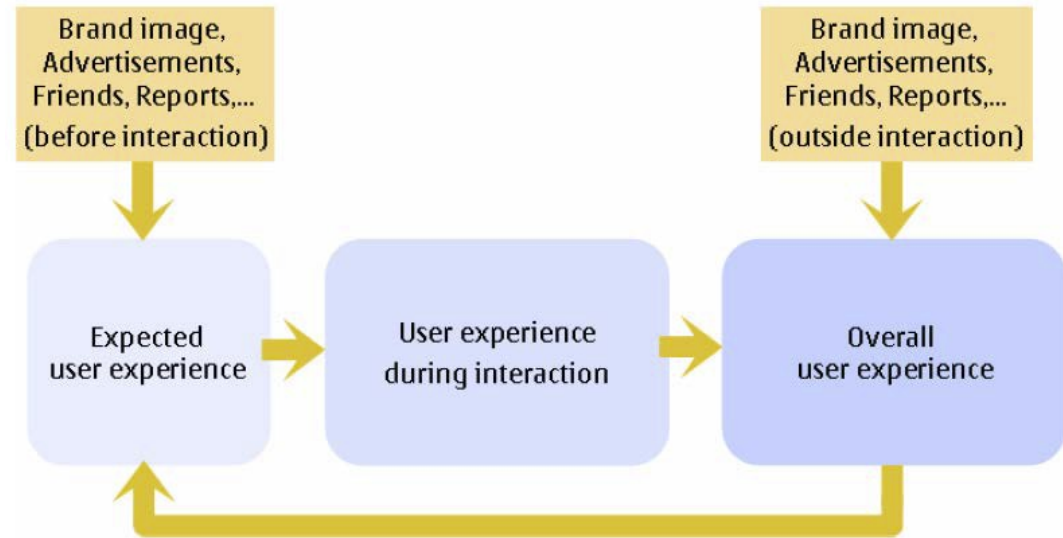 Brand image,
Advertisements,
Friends, Reports,...
(before interaction)
Brand image,
Advertisements,
Friends, Reports,...
(outside interaction)
Expected
user experience
User experience
during interaction
Overall
user experience